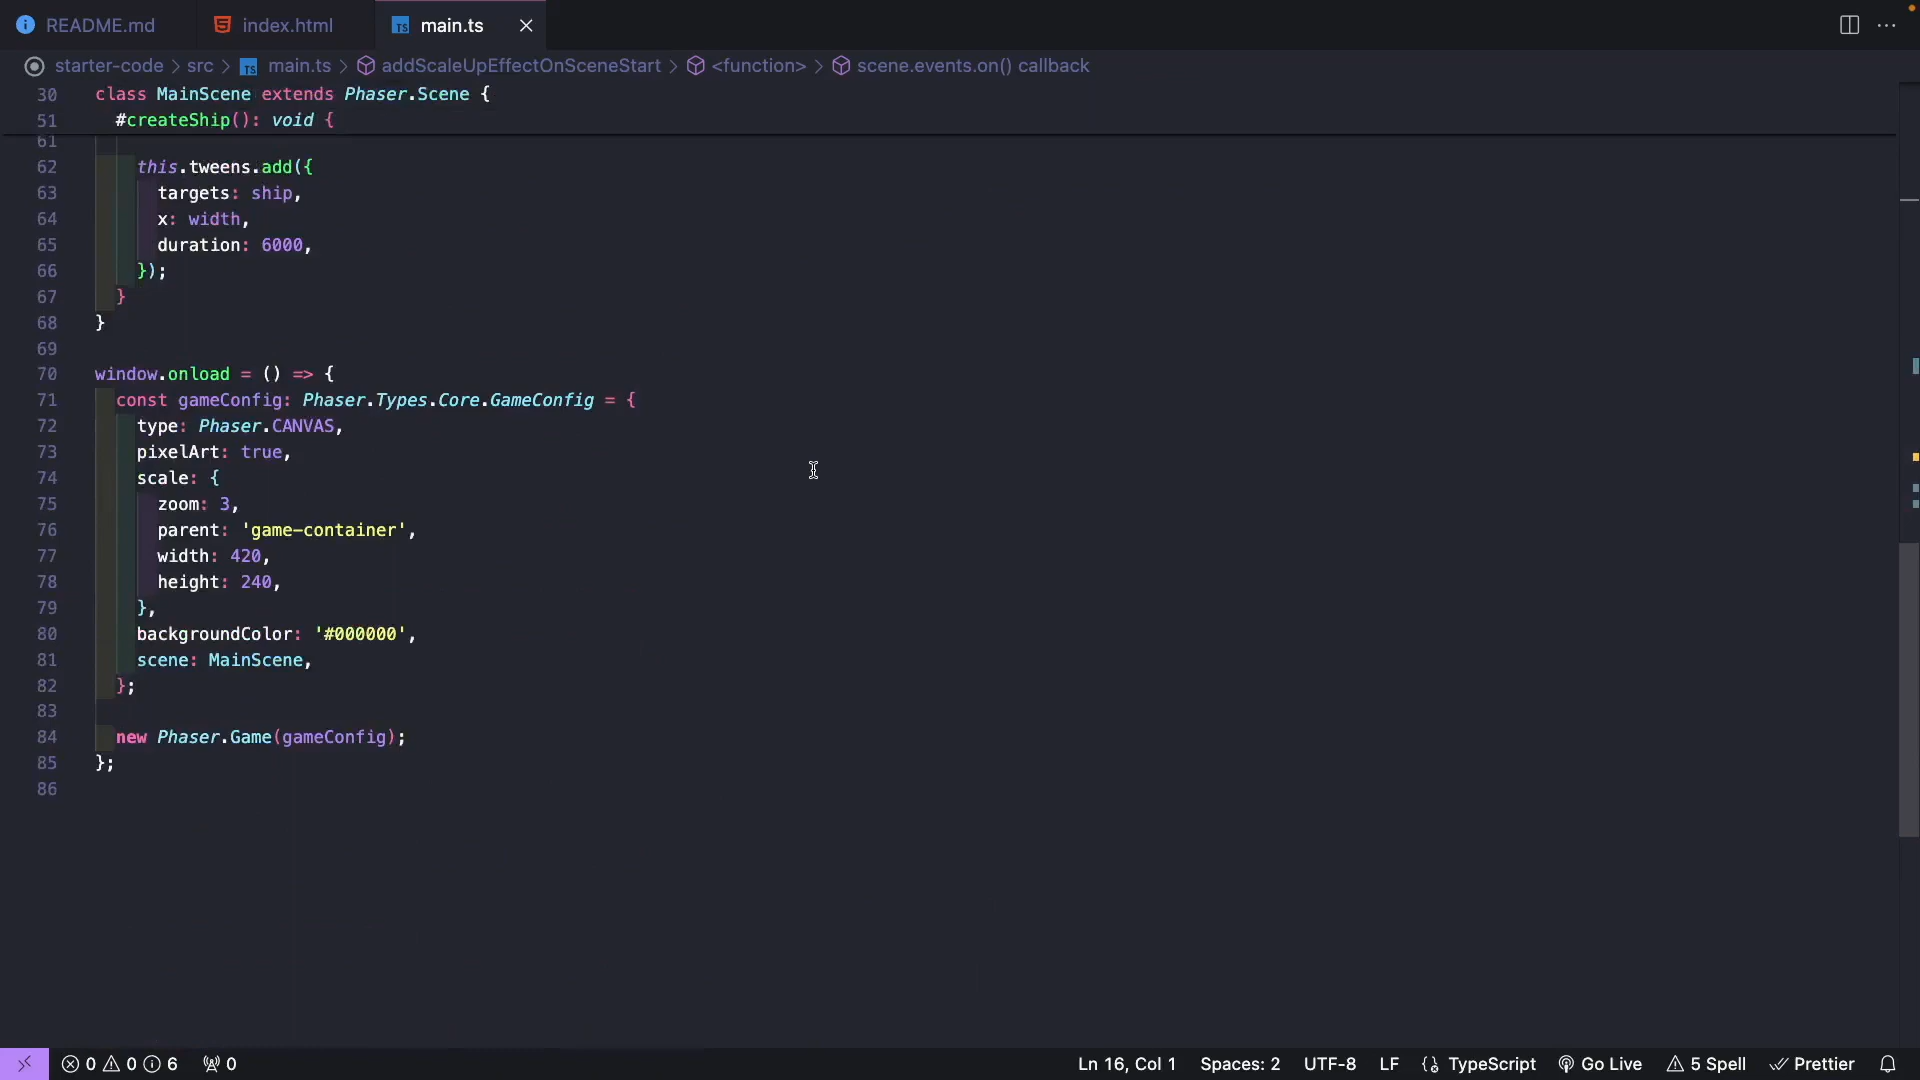 README.md index.html main.ts
starter-code > src > main.ts > addScaleUpEffectOnSceneStart > <function> > scene.events.on() callback
30 class MainScene extends Phaser.Scene {
51 #createShip(): void {
61
62 this.tweens.add({
63 targets: ship,
64 x: width,
65 duration: 6000,
66 });
67 }
68 }
69
70 window.onload = () => {
71 const gameConfig: Phaser.Types.Core.GameConfig = {
72 type: Phaser.CANVAS,
73 pixelArt: true,
74 scale: {
75 zoom: 3,
76 parent: 'game-container',
77 width: 420,
78 height: 240,
79 },
80 backgroundColor: '#000000',
81 scene: MainScene,
82 };
83
84 new Phaser.Game(gameConfig);
85 };
86
0 0 6 0 Ln 16, Col 1 Spaces: 2 UTF-8 LF TypeScript Go Live 5 Spell Prettier